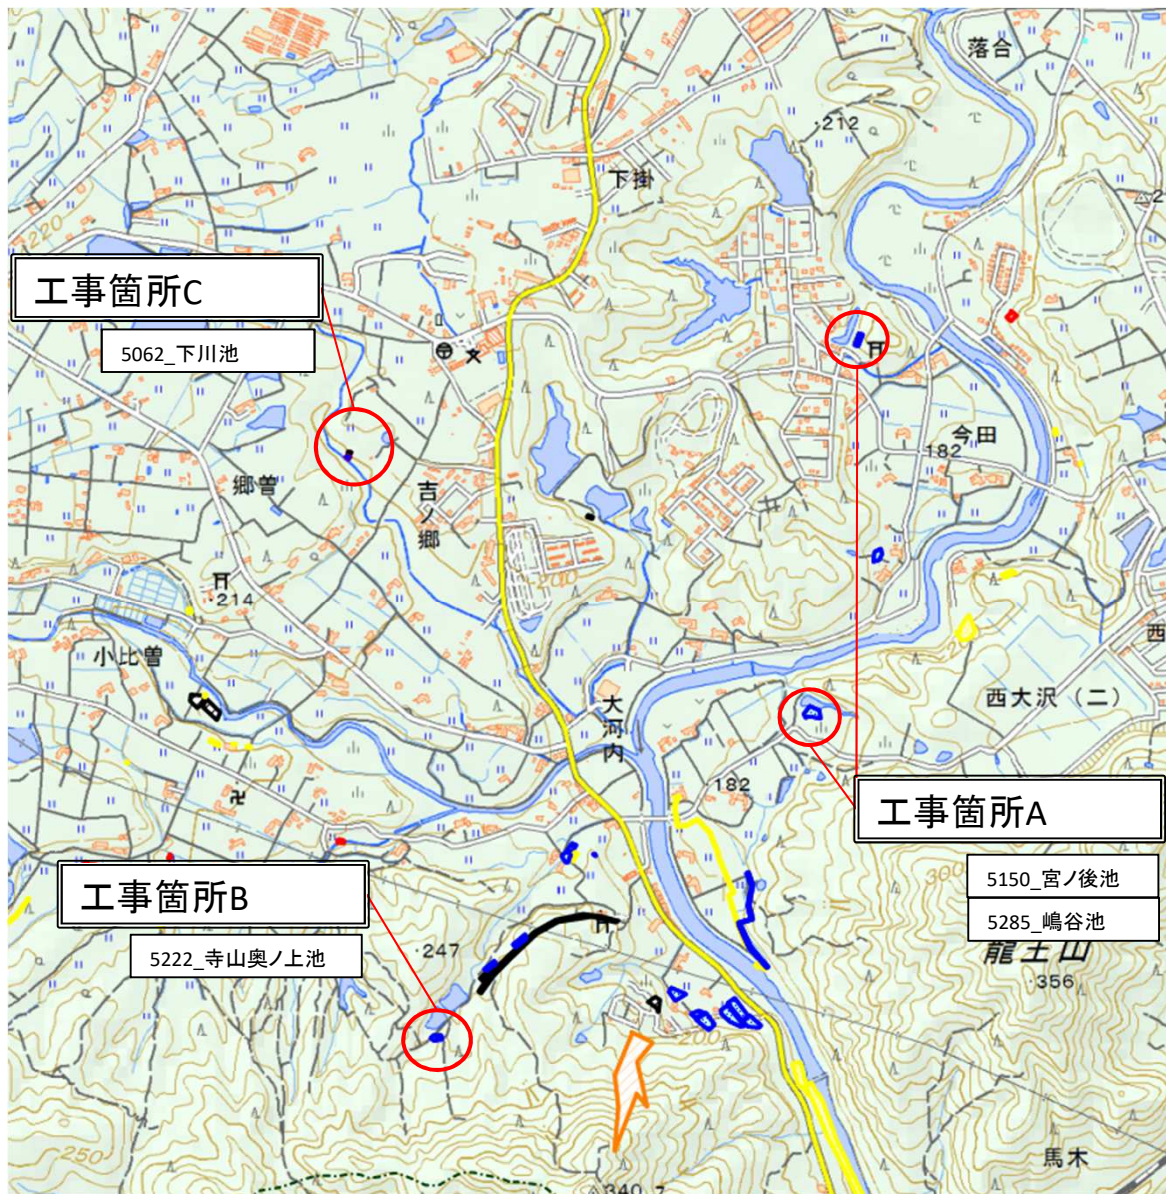 落合
212
下掛
220
工事箇所C
5062_下川池
今田
182
郷曽
吉ノ郷
200
214
小比曽
西
西大沢（二）
大河内
182
工事箇所A
5150_宮ノ後池
5285_嶋谷池
300
龍王山
356
工事箇所B
5222_寺山奥ノ上池
247
200
250
馬木
340.7